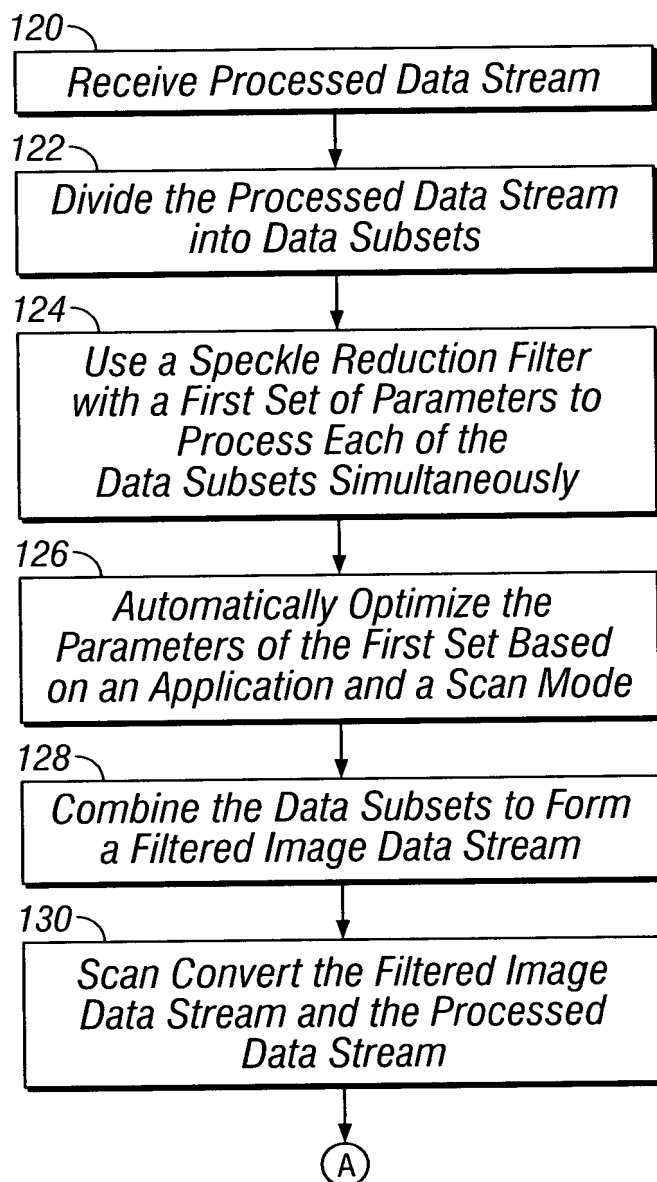 120
Receive Processed Data Stream
122
Divide the Processed Data Stream
into Data Subsets
124
Use a Speckle Reduction Filter
with a First Set of Parameters to
Process Each of the
Data Subsets Simultaneously
126
Automatically Optimize the
Parameters of the First Set Based
on an Application and a Scan Mode
128
Combine the Data Subsets to Form
a Filtered Image Data Stream
130
Scan Convert the Filtered Image
Data Stream and the Processed
Data Stream
A